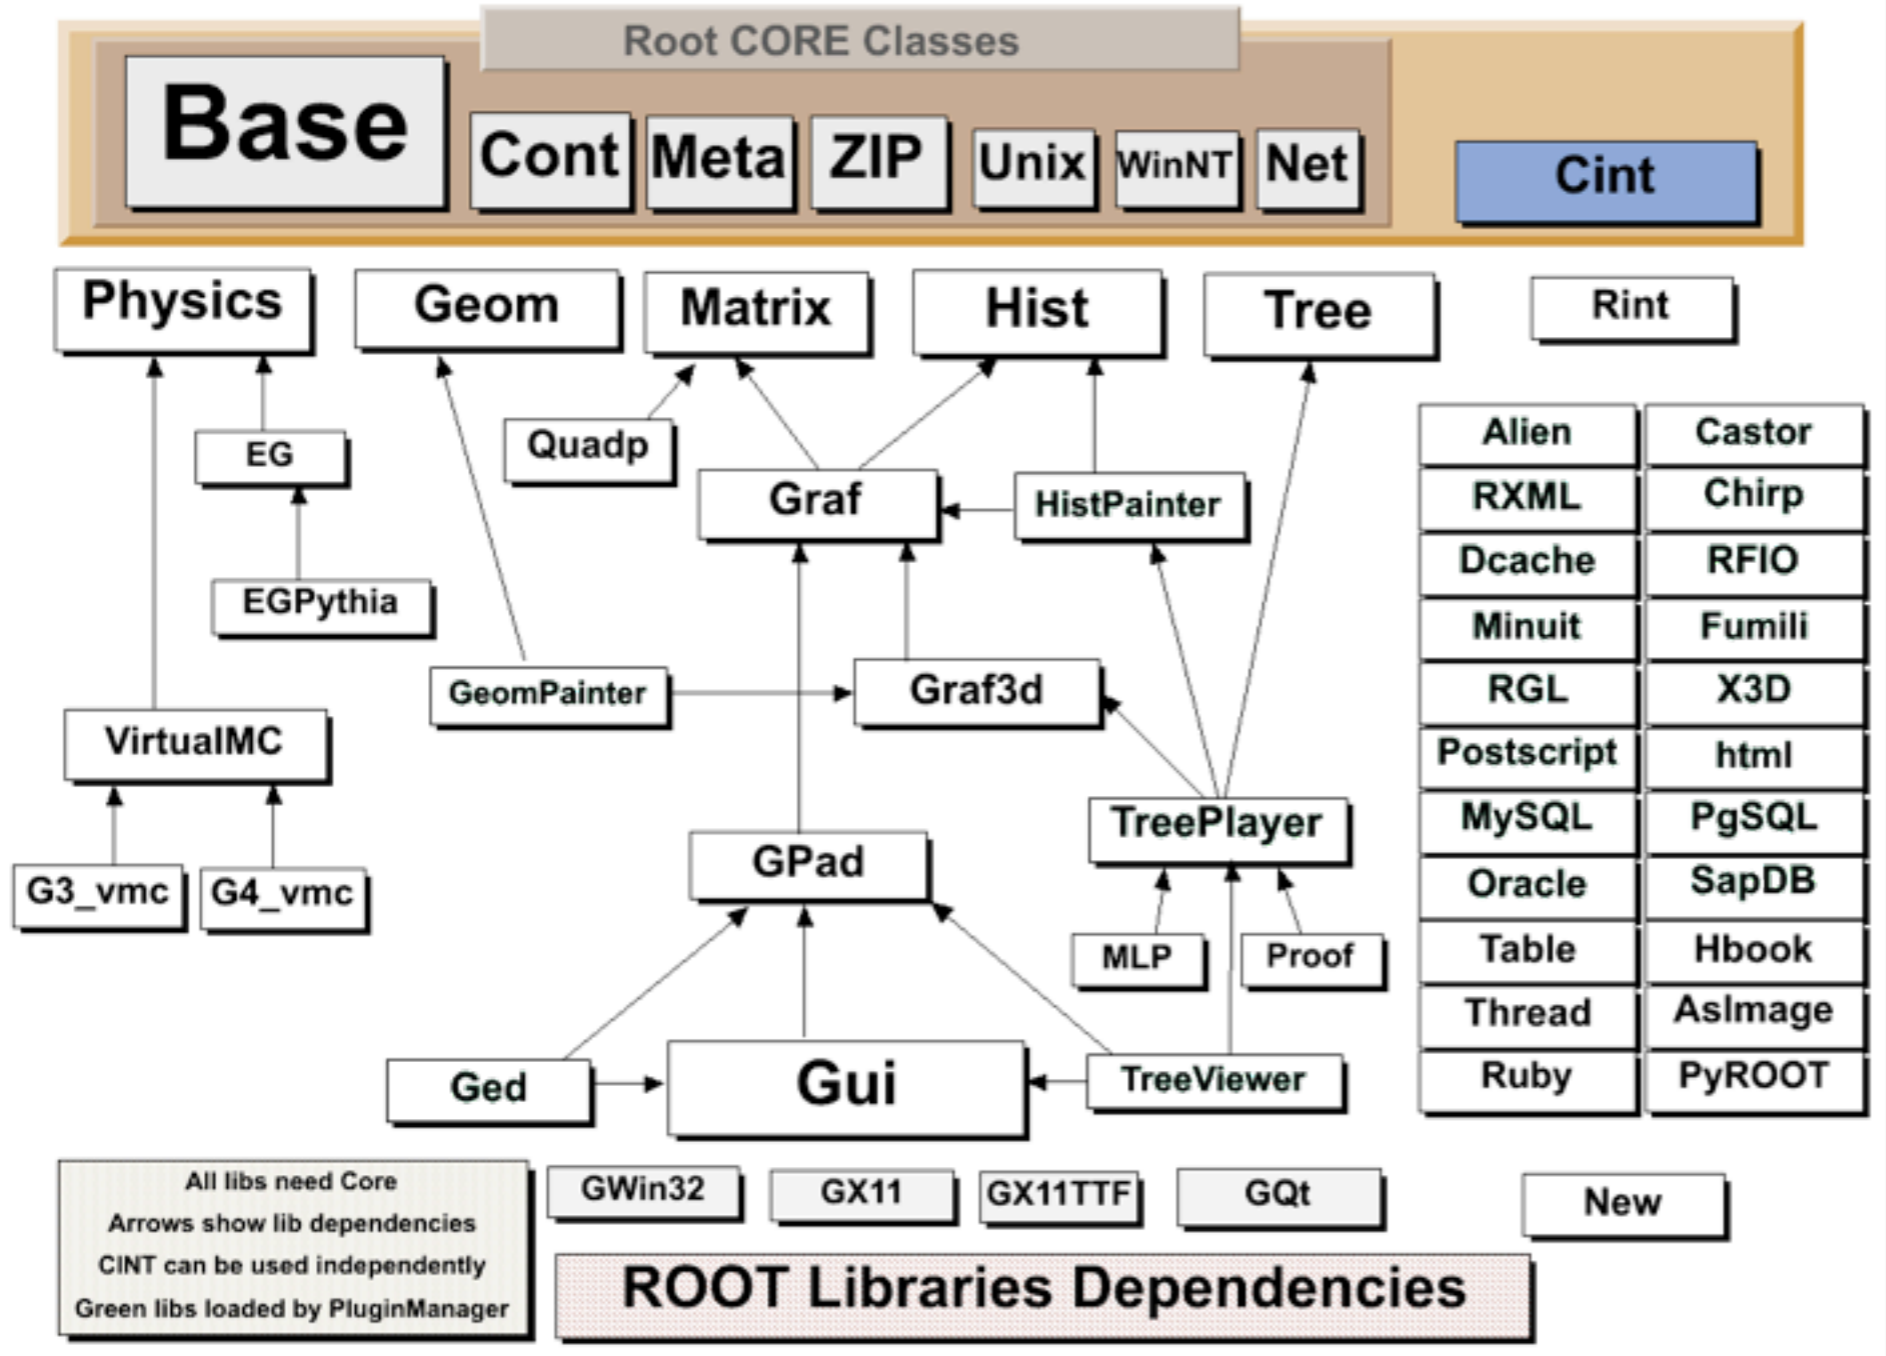 Root CORE Classes
Base
Cont
Meta
ZIP
Unix
WinNT
Net
Cint
Physics
Geom
Matrix
Hist
Tree
Rint
EG
Quadp
Graf
HistPainter
EGPythia
GeomPainter
Graf3d
VirtualMC
TreePlayer
GPad
G3_vmc
G4_vmc
MLP
Proof
Ged
Gui
TreeViewer
Alien
Castor
RXML
Chirp
Dcache
RFIO
Minuit
Fumili
RGL
X3D
Postscript
html
MySQL
PgSQL
Oracle
SapDB
Table
Hbook
Thread
AsImage
Ruby
PyROOT
All libs need Core
Arrows show lib dependencies
CINT can be used independently
Green libs loaded by PluginManager
GWin32
GX11
GX11TTF
GQt
New
ROOT Libraries Dependencies